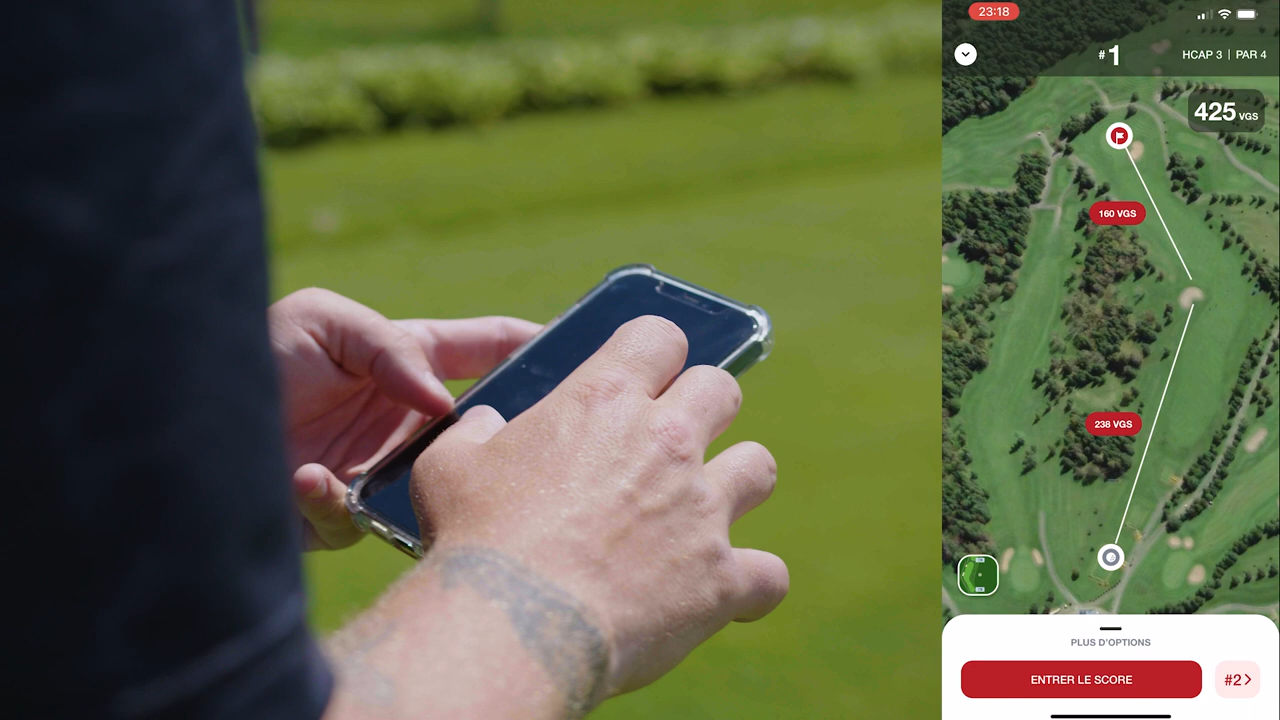 23:18
#1
HCAP 3 | PAR 4
425 VGS
160 VGS
238 VGS
PLUS D'OPTIONS
ENTRER LE SCORE
#2